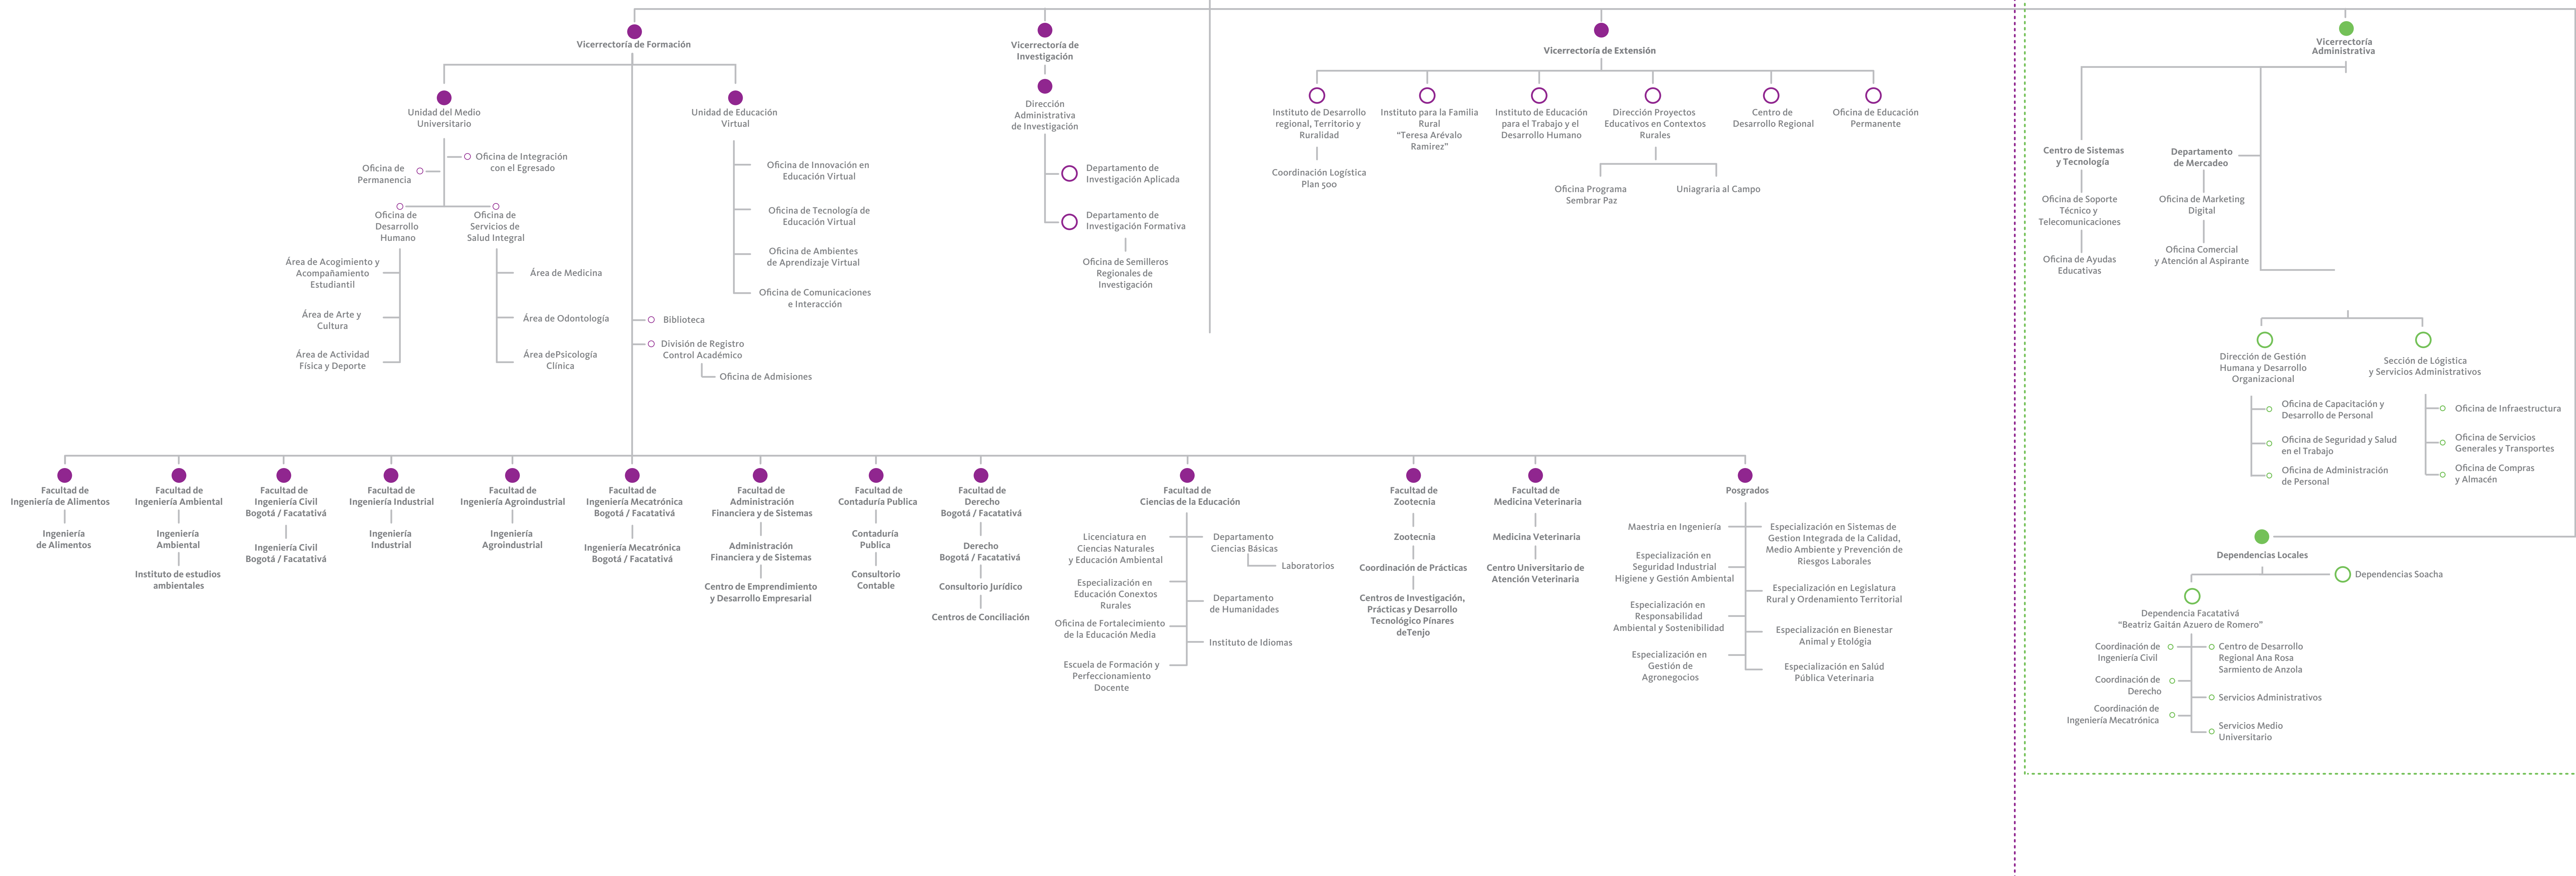 Vicerrectoría de Formación
Unidad del Medio
Universitario
Oficina de Integración
con el Egresado
Oficina de
Permanencia
Oficina de
Desarrollo
Humano
Oficina de
Servicios de
Salud Integral
Área de Acogimiento y
Acompañamiento
Estudiantil
Área de Arte y
Cultura
Área de Actividad
Física y Deporte
Área de Medicina
Área de Odontología
Área dePsicología
Clínica
Unidad de Educación
Virtual
Oficina de Innovación en
Educación Virtual
Oficina de Tecnología de
Educación Virtual
Oficina de Ambientes
de Aprendizaje Virtual
Oficina de Comunicaciones
e Interacción
Biblioteca
División de Registro
Control Académico
Oficina de Admisiones
Vicerrectoría de
Investigación
Dirección
Administrativa
de Investigación
Departamento de
Investigación Aplicada
Departamento de
Investigación Formativa
Oficina de Semilleros
Regionales de
Investigación
Vicerrectoría de Extensión
Instituto de Desarrollo
regional, Territorio y
Ruralidad
Coordinación Logística
Plan 500
Instituto para la Familia
Rural
"Teresa Arévalo
Ramirez"
Instituto de Educación
para el Trabajo y el
Desarrollo Humano
Dirección Proyectos
Educativos en Contextos
Rurales
Oficina Programa
Sembrar Paz
Uniagraria al Campo
Centro de
Desarrollo Regional
Oficina de Educación
Permanente
Vicerrectoría
Administrativa
Centro de Sistemas
y Tecnología
Oficina de Soporte
Técnico y
Telecomunicaciones
Oficina de Ayudas
Educativas
Departamento
de Mercadeo
Oficina de Marketing
Digital
Oficina Comercial
y Atención al Aspirante
Dirección de Gestión
Humana y Desarrollo
Organizacional
Oficina de Capacitación y
Desarrollo de Personal
Oficina de Seguridad y Salud
en el Trabajo
Oficina de Administración
de Personal
Sección de Lógistica
y Servicios Administrativos
Oficina de Infraestructura
Oficina de Servicios
Generales y Transportes
Oficina de Compras
y Almacén
Dependencias Locales
Dependencias Soacha
Dependencia Facatativá
"Beatriz Gaitán Azuero de Romero"
Coordinación de
Ingeniería Civil
Coordinación de
Derecho
Coordinación de
Ingeniería Mecatrónica
Centro de Desarrollo
Regional Ana Rosa
Sarmiento de Anzola
Servicios Administrativos
Servicios Medio
Universitario
Facultad de
Ingeniería de Alimentos
Ingeniería
de Alimentos
Facultad de
Ingeniería Ambiental
Ingeniería
Ambiental
Instituto de estudios
ambientales
Facultad de
Ingeniería Civil
Bogotá / Facatativá
Ingeniería Civil
Bogotá / Facatativá
Facultad de
Ingeniería Industrial
Ingeniería
Industrial
Facultad de
Ingeniería Agroindustrial
Ingeniería
Agroindustrial
Facultad de
Ingeniería Mecatrónica
Bogotá / Facatativá
Ingeniería Mecatrónica
Bogotá / Facatativá
Facultad de
Administración
Financiera y de Sistemas
Administración
Financiera y de Sistemas
Centro de Emprendimiento
y Desarrollo Empresarial
Facultad de
Contaduría Publica
Contaduría
Publica
Consultorio
Contable
Facultad de
Derecho
Bogotá / Facatativá
Derecho
Bogotá / Facatativá
Consultorio Jurídico
Centros de Conciliación
Facultad de
Ciencias de la Educación
Licenciatura en
Ciencias Naturales
y Educación Ambiental
Especialización en
Educación Conextos
Rurales
Oficina de Fortalecimiento
de la Educación Media
Escuela de Formación y
Perfeccionamiento
Docente
Departamento
Ciencias Básicas
Laboratorios
Departamento
de Humanidades
Instituto de Idiomas
Facultad de
Zootecnia
Zootecnia
Coordinación de Prácticas
Centros de Investigación,
Prácticas y Desarrollo
Tecnológico Pínares
deTenjo
Facultad de
Medicina Veterinaria
Medicina Veterinaria
Centro Universitario de
Atención Veterinaria
Posgrados
Maestria en Ingeniería
Especialización en
Seguridad Industrial
Higiene y Gestión Ambiental
Especialización en
Responsabilidad
Ambiental y Sostenibilidad
Especialización en
Gestión de
Agronegocios
Especialización en Sistemas de
Gestion Integrada de la Calidad,
Medio Ambiente y Prevención de
Riesgos Laborales
Especialización en Legislatura
Rural y Ordenamiento Territorial
Especialización en Bienestar
Animal y Etológia
Especialización en Salúd
Pública Veterinaria